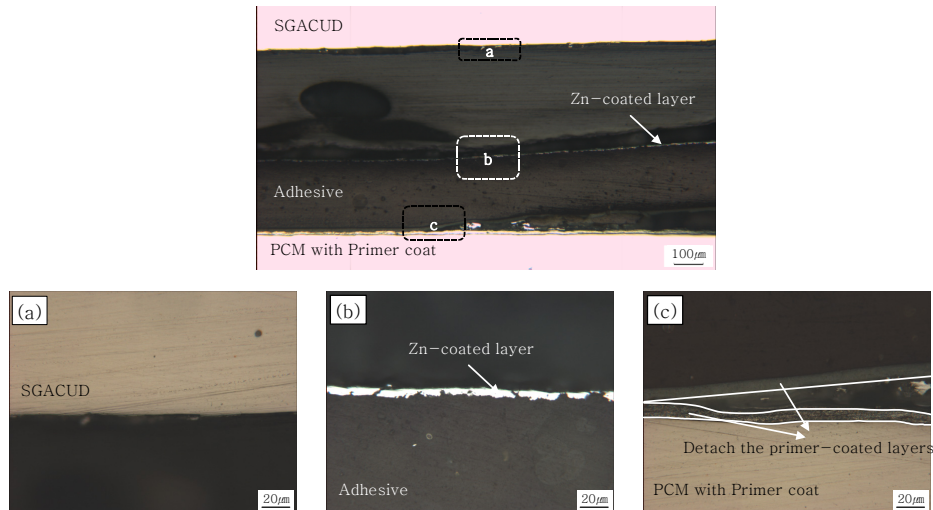 SGACUD
a
Zn-coated layer
b
Adhesive
c
PCM with Primer coat
100㎛
(a)
SGACUD
20㎛
(b)
Zn-coated layer
Adhesive
20㎛
(c)
Detach the primer-coated layers
PCM with Primer coat
20㎛